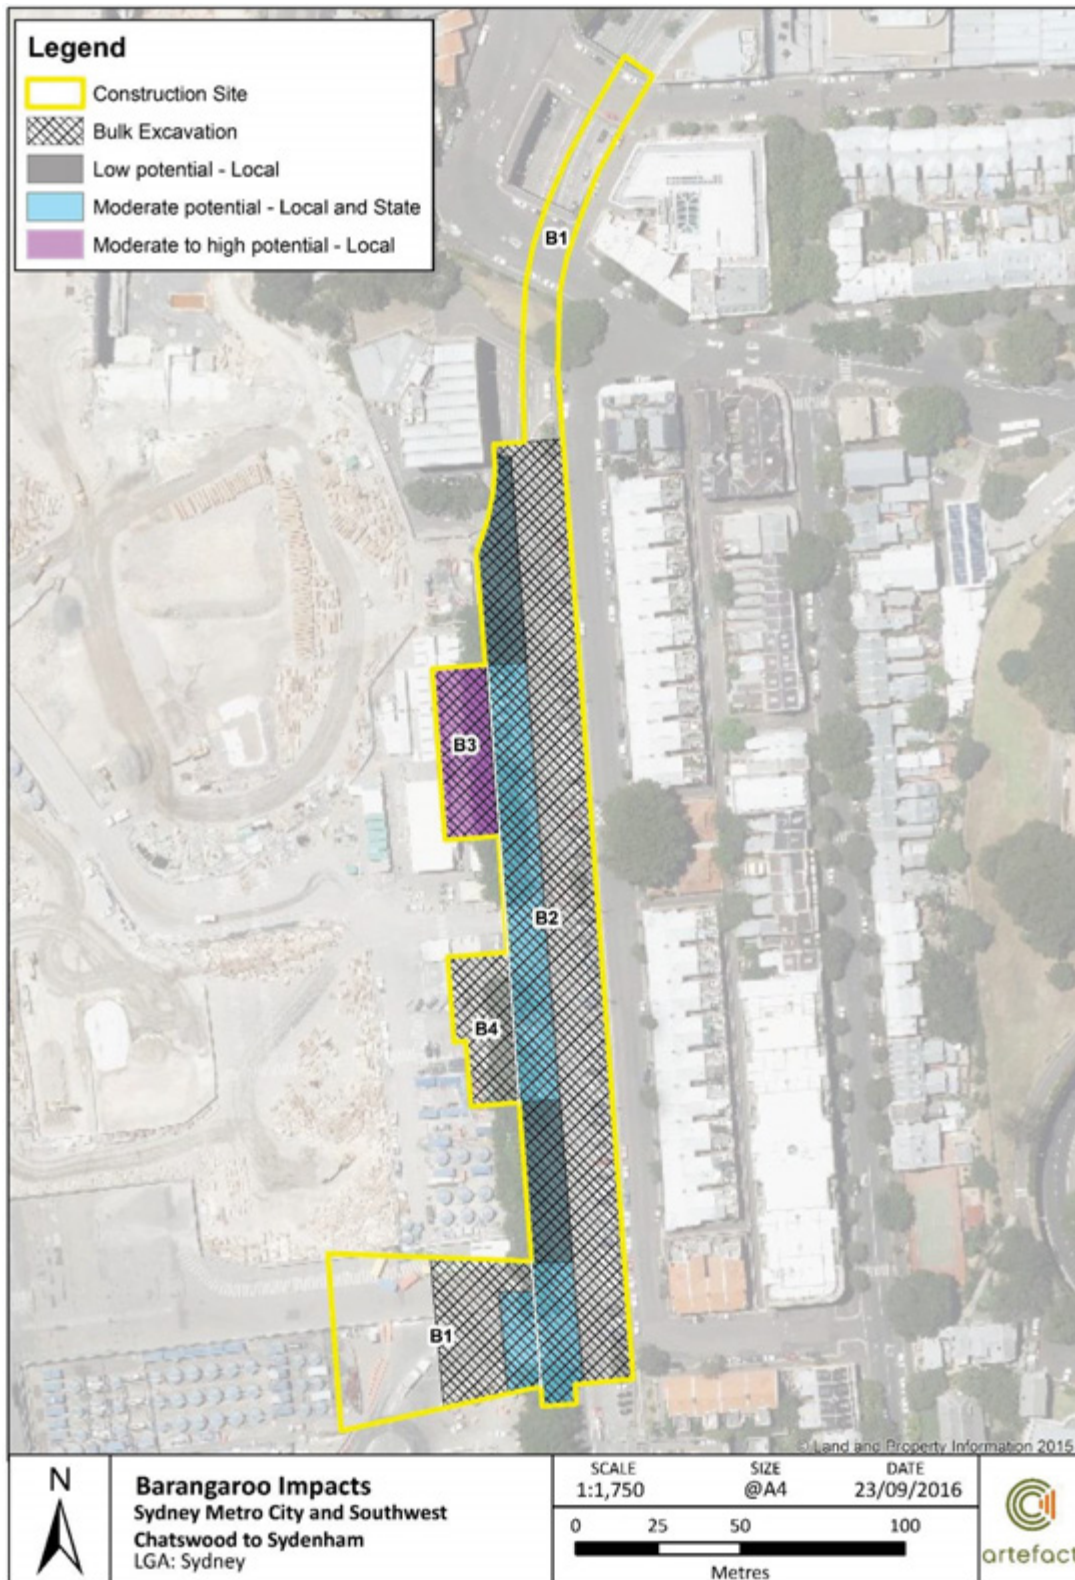 Legend
Construction Site
Bulk Excavation
Low potential - Local
Moderate potential - Local and State
Moderate to high potential - Local
B1
B3
B2
B4
B1
© Land and Property Information 2015
N
Barangaroo Impacts
Sydney Metro City and Southwest
Chatswood to Sydenham
LGA: Sydney
SCALE
1:1,750
SIZE
@A4
DATE
23/09/2016
0 25 50 100
Metres
artefact